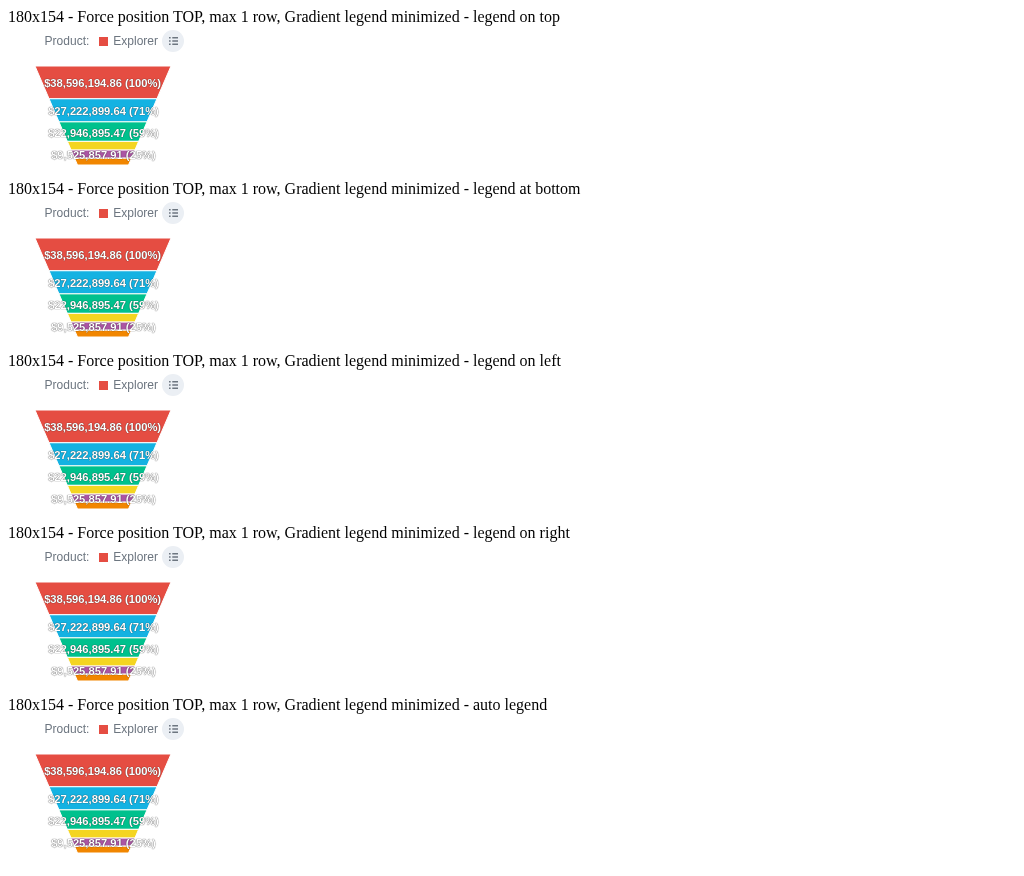 180x154 - Force position TOP, max 1 row, Gradient legend minimized - legend on top
Product: Explorer
$38,596,194.86 (100%)
$27,222,899.64 (71%)
$22,946,895.47 (59%)
$9,525,857.91 (25%)
180x154 - Force position TOP, max 1 row, Gradient legend minimized - legend at bottom
Product: Explorer
$38,596,194.86 (100%)
$27,222,899.64 (71%)
$22,946,895.47 (59%)
$9,525,857.91 (25%)
180x154 - Force position TOP, max 1 row, Gradient legend minimized - legend on left
Product: Explorer
$38,596,194.86 (100%)
$27,222,899.64 (71%)
$22,946,895.47 (59%)
$9,525,857.91 (25%)
180x154 - Force position TOP, max 1 row, Gradient legend minimized - legend on right
Product: Explorer
$38,596,194.86 (100%)
$27,222,899.64 (71%)
$22,946,895.47 (59%)
$9,525,857.91 (25%)
180x154 - Force position TOP, max 1 row, Gradient legend minimized - auto legend
Product: Explorer
$38,596,194.86 (100%)
$27,222,899.64 (71%)
$22,946,895.47 (59%)
$9,525,857.91 (25%)